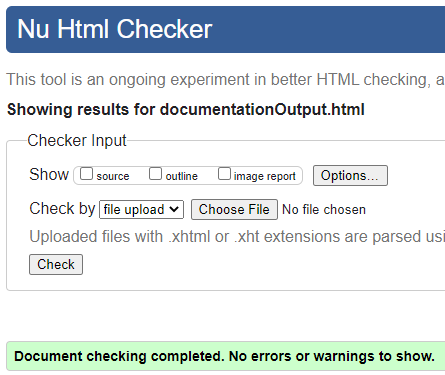 Nu Html Checker
This tool is an ongoing experiment in better HTML checking, a
Showing results for documentationOutput.html
Checker Input
Show source outline image report Options...
Check by file upload Choose File No file chosen
Uploaded files with .xhtml or .xht extensions are parsed usi
Check
Document checking completed. No errors or warnings to show.